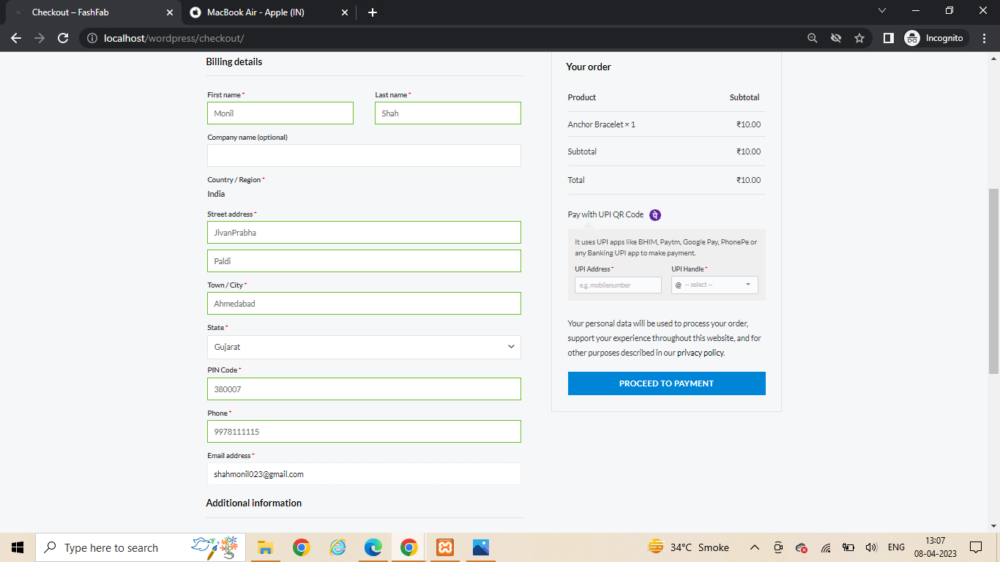 Checkout – FashFab
MacBook Air - Apple (IN)
localhost/wordpress/checkout/
Incognito
Billing details
First name *
Last name *
Monil
Shah
Company name (optional)
Country / Region *
India
Street address *
JivanPrabha
Paldi
Town / City *
Ahmedabad
State *
Gujarat
PIN Code *
380007
Phone *
9978111115
Email address *
shahmonil023@gmail.com
Additional information
Your order
Product Subtotal
Anchor Bracelet × 1 ₹10.00
Subtotal ₹10.00
Total ₹10.00
Pay with UPI QR Code पे
It uses UPI apps like BHIM, Paytm, Google Pay, PhonePe or
any Banking UPI app to make payment.
UPI Address *
UPI Handle *
e.g. mobilenumber
@ -- select --
Your personal data will be used to process your order,
support your experience throughout this website, and for
other purposes described in our privacy policy.
PROCEED TO PAYMENT
Type here to search
34°C Smoke
ENG
13:07
08-04-2023